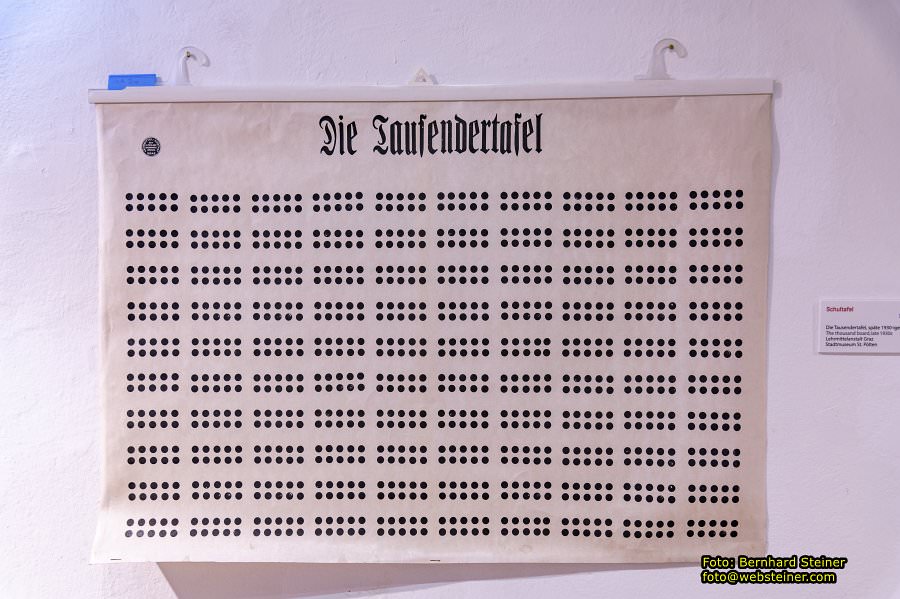 Die Tausendertafel
Schultafel
Die Tausendertafel, späte 1930
The thousand board, late 1930s
Lehrmittelanstalt Graz
Stadtmuseum St. Pölten
Foto: Bernhard Steiner
foto@websteiner.com